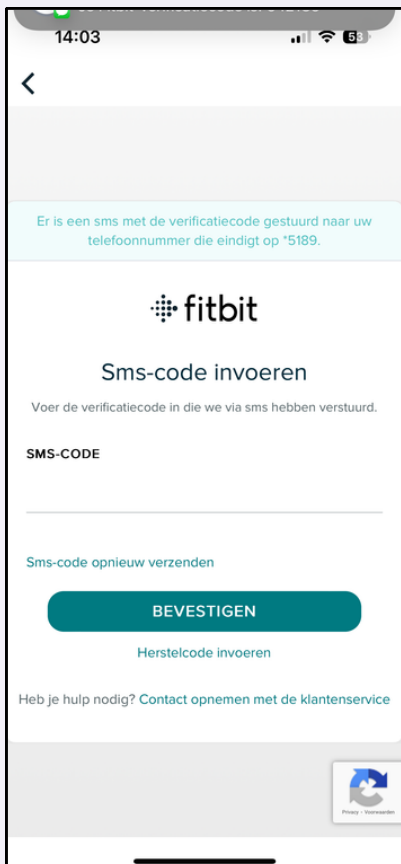 14:03
53
Er is een sms met de verificatiecode gestuurd naar uw
telefoonnummer die eindigt op *5189.
fitbit
Sms-code invoeren
Voer de verificatiecode in die we via sms hebben verstuurd.
SMS-CODE
Sms-code opnieuw verzenden
BEVESTIGEN
Herstelcode invoeren
Heb je hulp nodig? Contact opnemen met de klantenservice
Privacy - Voorwaarden